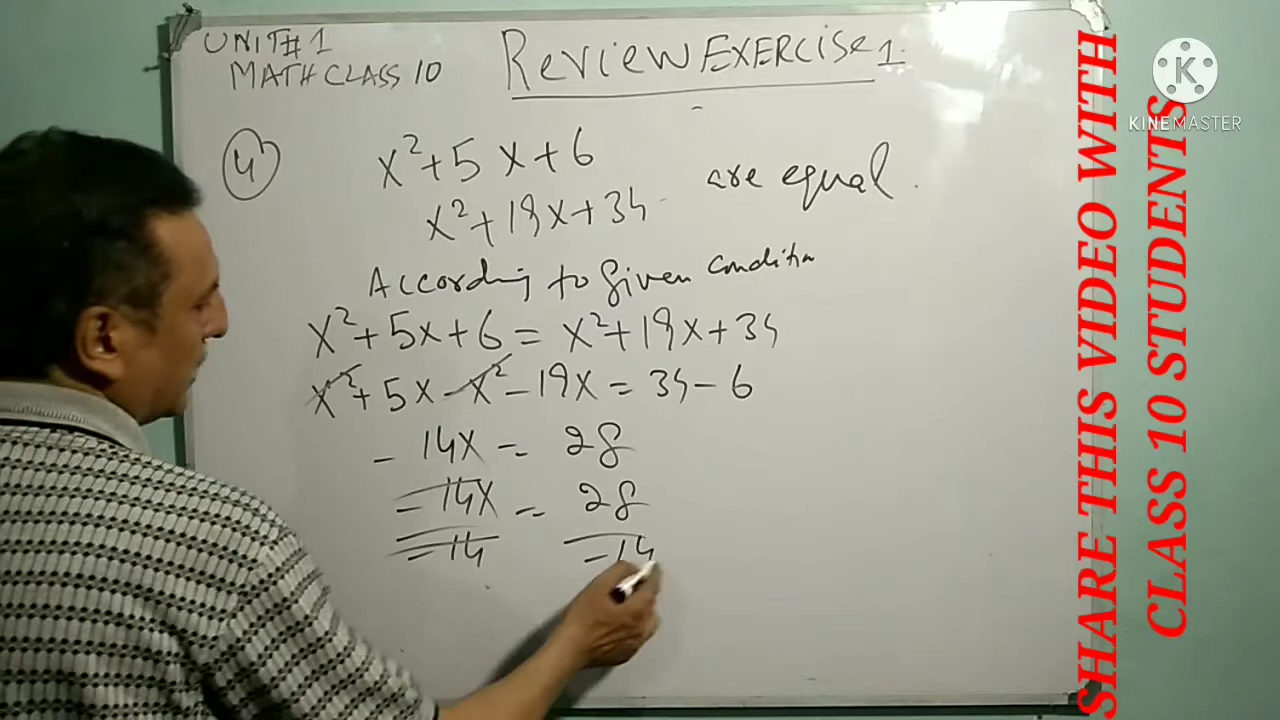 UNIT#1
MATH CLASS 10
Review EXERCISE 1.
4)
x²+5x+6
x²+19x+34
are equal.
According to given condition
x²+5x+6 = x²+19x+34
x²+5x-x²-19x = 34-6
-14x = 28
-14x = 28
-14 -14
SHARE THIS VIDEO WITH
CLASS 10 STUDENTS
K
KINEMASTER